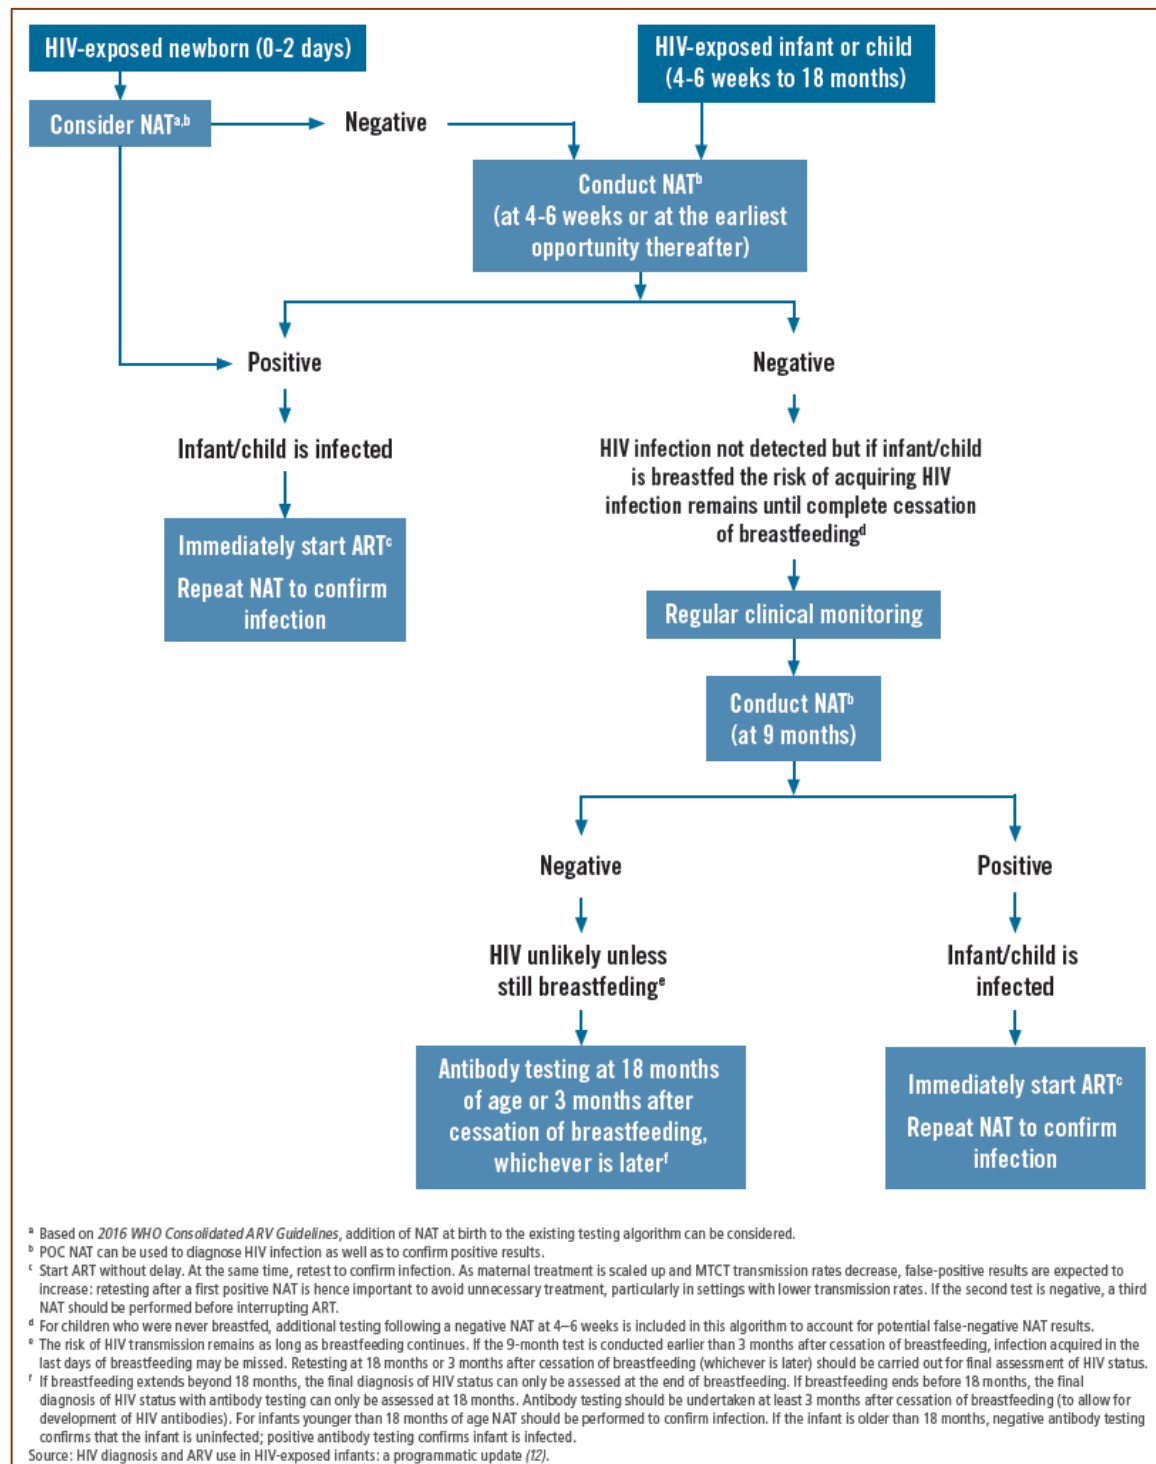 HIV-exposed newborn (0-2 days)
HIV-exposed infant or child
(4-6 weeks to 18 months)
Consider NATa,b
Negative
Conduct NATb
(at 4-6 weeks or at the earliest
opportunity thereafter)
Positive
Negative
Infant/child is infected
HIV infection not detected but if infant/child
is breastfed the risk of acquiring HIV
infection remains until complete cessation
of breastfeedingd
Immediately start ARTc
Repeat NAT to confirm
infection
Regular clinical monitoring
Conduct NATb
(at 9 months)
Negative
Positive
HIV unlikely unless
still breastfedinge
Infant/child is
infected
Antibody testing at 18 months
of age or 3 months after
cessation of breastfeeding,
whichever is laterf
Immediately start ARTc
Repeat NAT to confirm
infection
a Based on 2016 WHO Consolidated ARV Guidelines, addition of NAT at birth to the existing testing algorithm can be considered.
b POC NAT can be used to diagnose HIV infection as well as to confirm positive results.
c Start ART without delay. At the same time, retest to confirm infection. As maternal treatment is scaled up and MTCT transmission rates decrease, false-positive results are expected to
increase: retesting after a first positive NAT is hence important to avoid unnecessary treatment, particularly in settings with lower transmission rates. If the second test is negative, a third
NAT should be performed before interrupting ART.
d For children who were never breastfed, additional testing following a negative NAT at 4–6 weeks is included in this algorithm to account for potential false-negative NAT results.
e The risk of HIV transmission remains as long as breastfeeding continues. If the 9-month test is conducted earlier than 3 months after cessation of breastfeeding, infection acquired in the
last days of breastfeeding may be missed. Retesting at 18 months or 3 months after cessation of breastfeeding (whichever is later) should be carried out for final assessment of HIV status.
f If breastfeeding extends beyond 18 months, the final diagnosis of HIV status can only be assessed at the end of breastfeeding. If breastfeeding ends before 18 months, the final
diagnosis of HIV status with antibody testing can only be assessed at 18 months. Antibody testing should be undertaken at least 3 months after cessation of breastfeeding (to allow for
development of HIV antibodies). For infants younger than 18 months of age NAT should be performed to confirm infection. If the infant is older than 18 months, negative antibody testing
confirms that the infant is uninfected; positive antibody testing confirms infant is infected.
Source: HIV diagnosis and ARV use in HIV-exposed infants: a programmatic update (12).